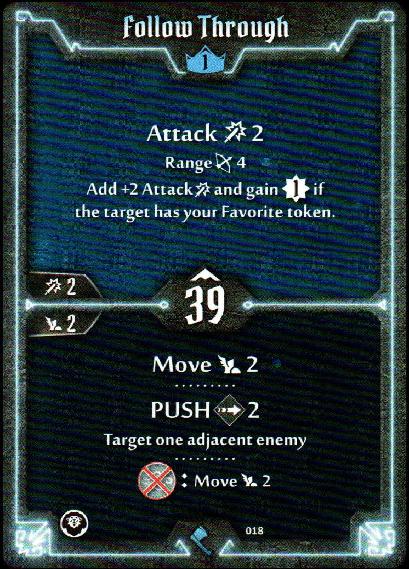 Follow Through
1
Attack 2
Range 4
Add +2 Attack and gain 1 if
the target has your Favorite token.
2
39
2
Move 2
PUSH 2
Target one adjacent enemy
: Move 2
018